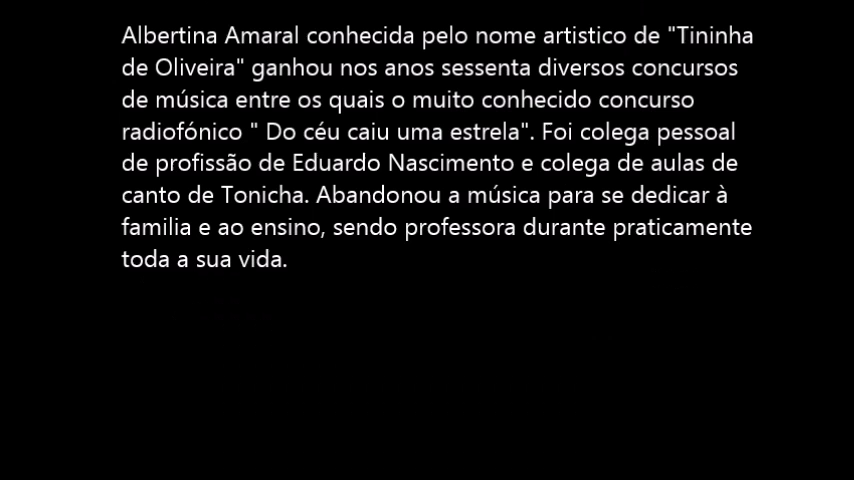 Albertina Amaral conhecida pelo nome artistico de "Tininha
de Oliveira" ganhou nos anos sessenta diversos concursos
de música entre os quais o muito conhecido concurso
radiofónico " Do céu caiu uma estrela". Foi colega pessoal
de profissão de Eduardo Nascimento e colega de aulas de
canto de Tonicha. Abandonou a música para se dedicar à
familia e ao ensino, sendo professora durante praticamente
toda a sua vida.